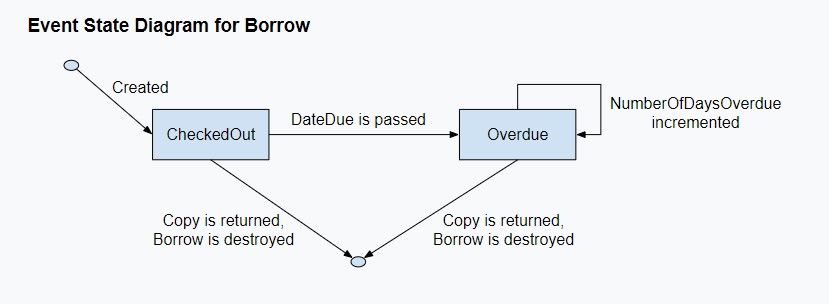 Event State Diagram for Borrow
Created
CheckedOut
DateDue is passed
Overdue
NumberOfDaysOverdue
incremented
Copy is returned,
Borrow is destroyed
Copy is returned,
Borrow is destroyed